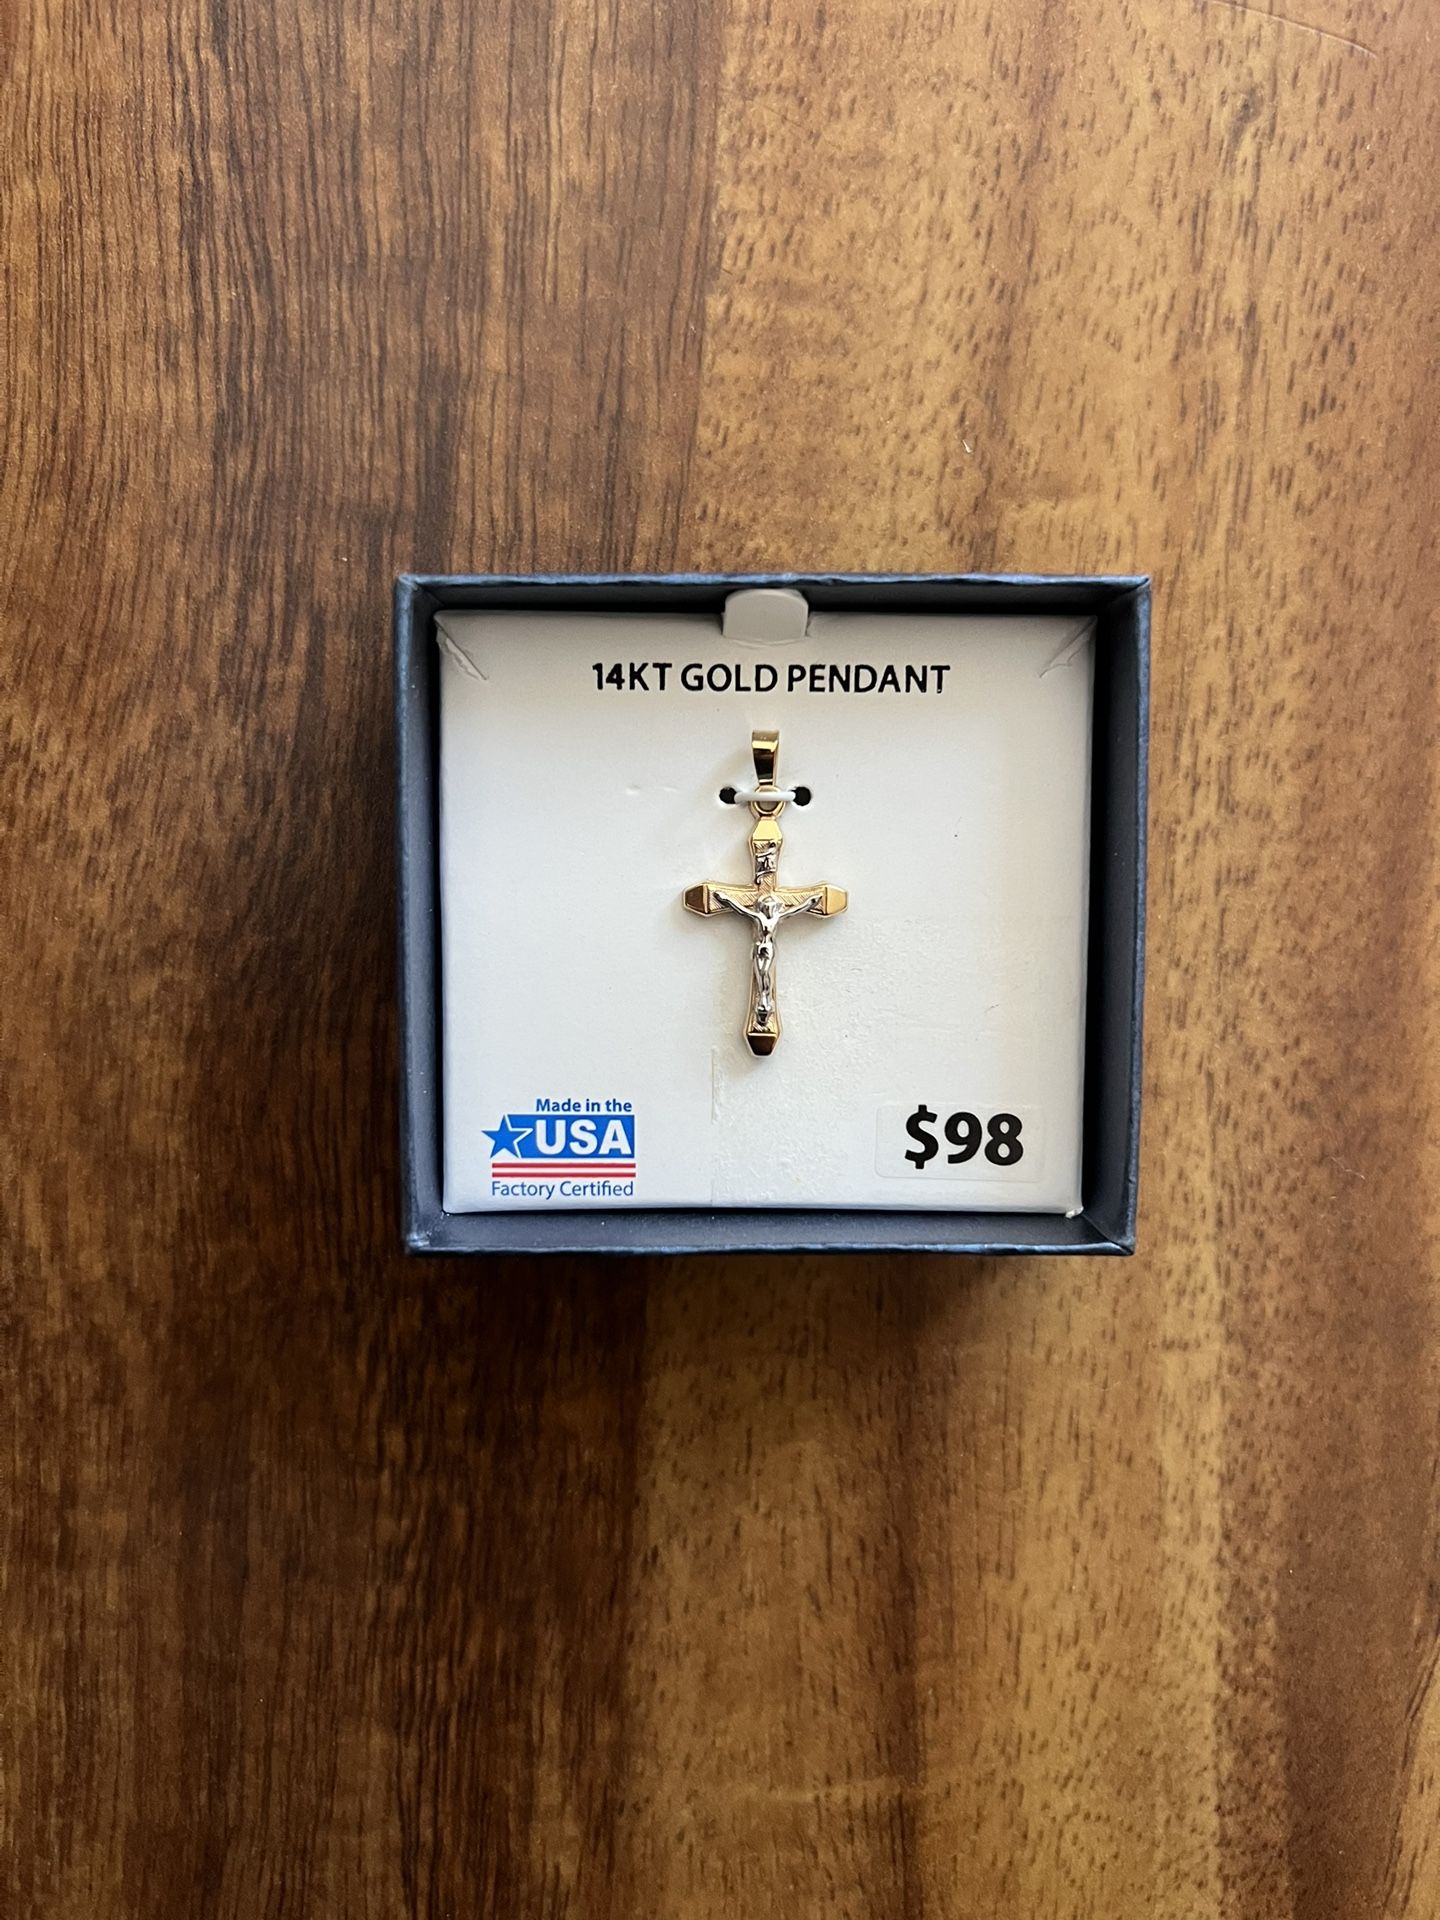 14KT GOLD PENDANT
Made in the
USA
Factory Certified
$98